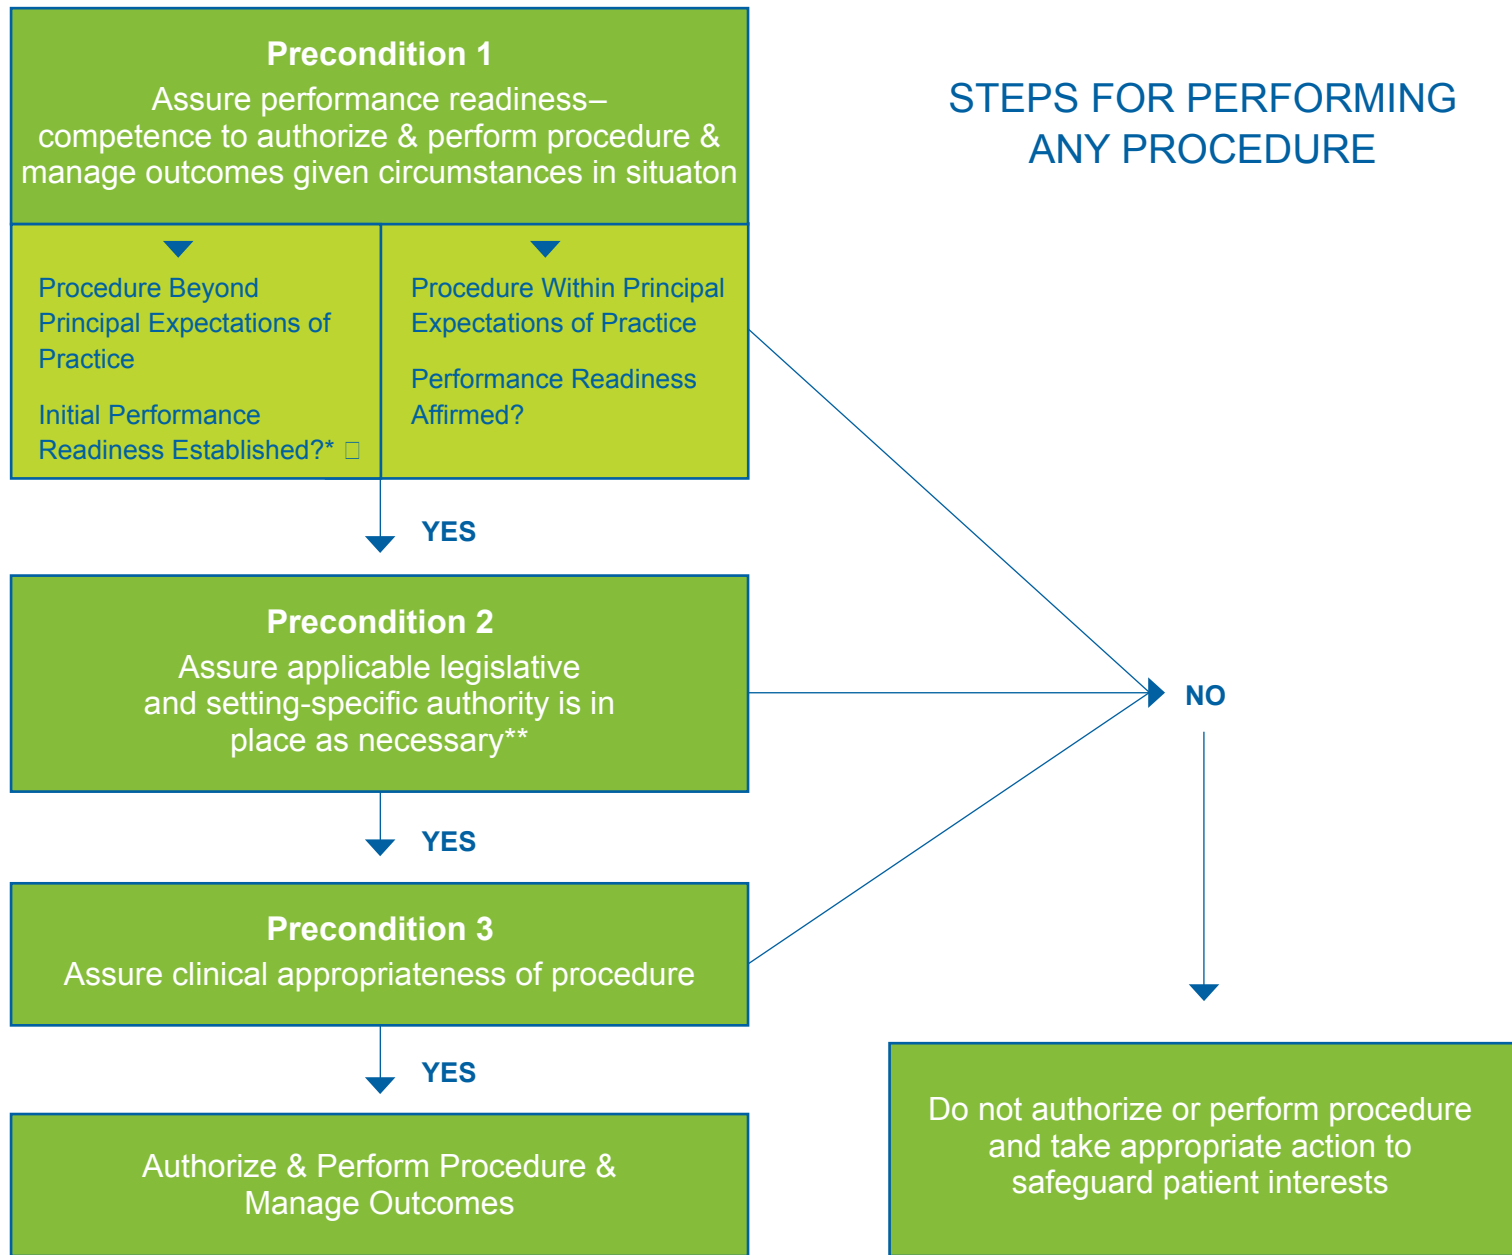 Precondition 1
Assure performance readiness–
competence to authorize & perform procedure &
manage outcomes given circumstances in situaton
STEPS FOR PERFORMING
ANY PROCEDURE
Procedure Beyond
Principal Expectations of
Practice
Initial Performance
Readiness Established?* □
Procedure Within Principal
Expectations of Practice
Performance Readiness
Affirmed?
YES
Precondition 2
Assure applicable legislative
and setting-specific authority is in
place as necessary**
NO
YES
Precondition 3
Assure clinical appropriateness of procedure
YES
Authorize & Perform Procedure &
Manage Outcomes
Do not authorize or perform procedure
and take appropriate action to
safeguard patient interests